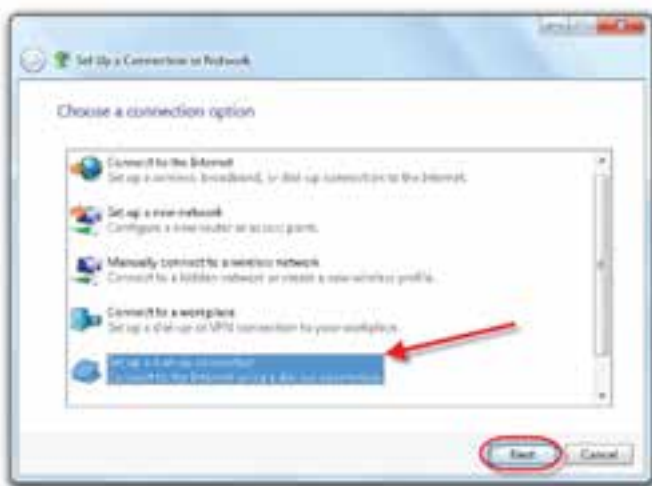 Set Up a Connection or Network
Choose a connection option
Connect to the Internet
Set up a wireless, broadband, or dial-up connection to the Internet.
Set up a new network
Configure a new router or access point.
Manually connect to a wireless network
Connect to a hidden network or create a new wireless profile.
Connect to a workplace
Set up a dial-up or VPN connection to your workplace.
Set up a dial-up connection
Connect to the Internet using a dial-up connection.
Next
Cancel